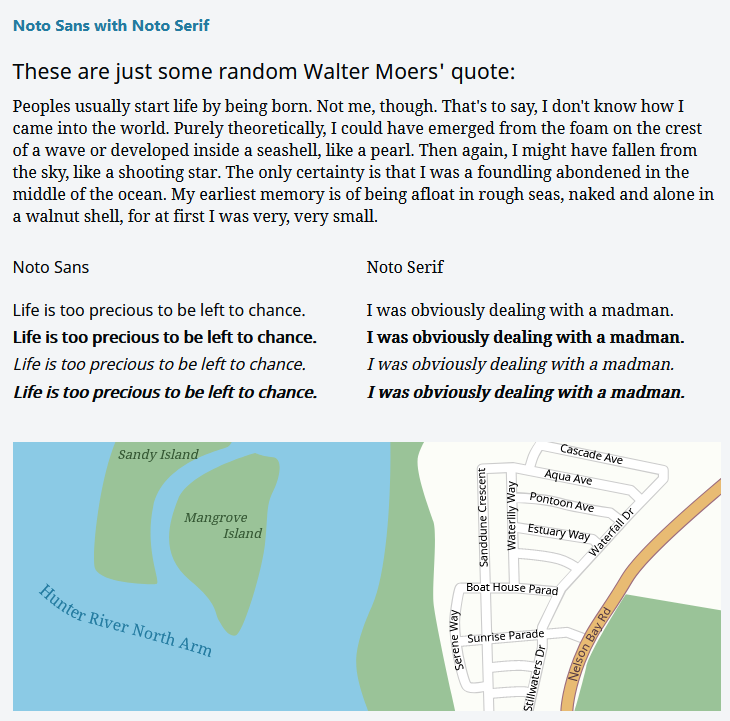 Noto Sans with Noto Serif
These are just some random Walter Moers' quote:
Peoples usually start life by being born. Not me, though. That's to say, I don't know how I
came into the world. Purely theoretically, I could have emerged from the foam on the crest
of a wave or developed inside a seashell, like a pearl. Then again, I might have fallen from
the sky, like a shooting star. The only certainty is that I was a foundling abondened in the
middle of the ocean. My earliest memory is of being afloat in rough seas, naked and alone in
a walnut shell, for at first I was very, very small.
Noto Sans
Life is too precious to be left to chance.
Life is too precious to be left to chance.
Life is too precious to be left to chance.
Life is too precious to be left to chance.
Noto Serif
I was obviously dealing with a madman.
I was obviously dealing with a madman.
I was obviously dealing with a madman.
I was obviously dealing with a madman.
Sandy Island
Mangrove
Island
Hunter River North Arm
Cascade Ave
Aqua Ave
Pontoon Ave
Estuary Way
Waterfall Dr
Sanddune Crescent
Waterlily Way
Boat House Parad
Sunrise Parade
Serene Way
Stillwaters Dr
Nelson Bay Rd